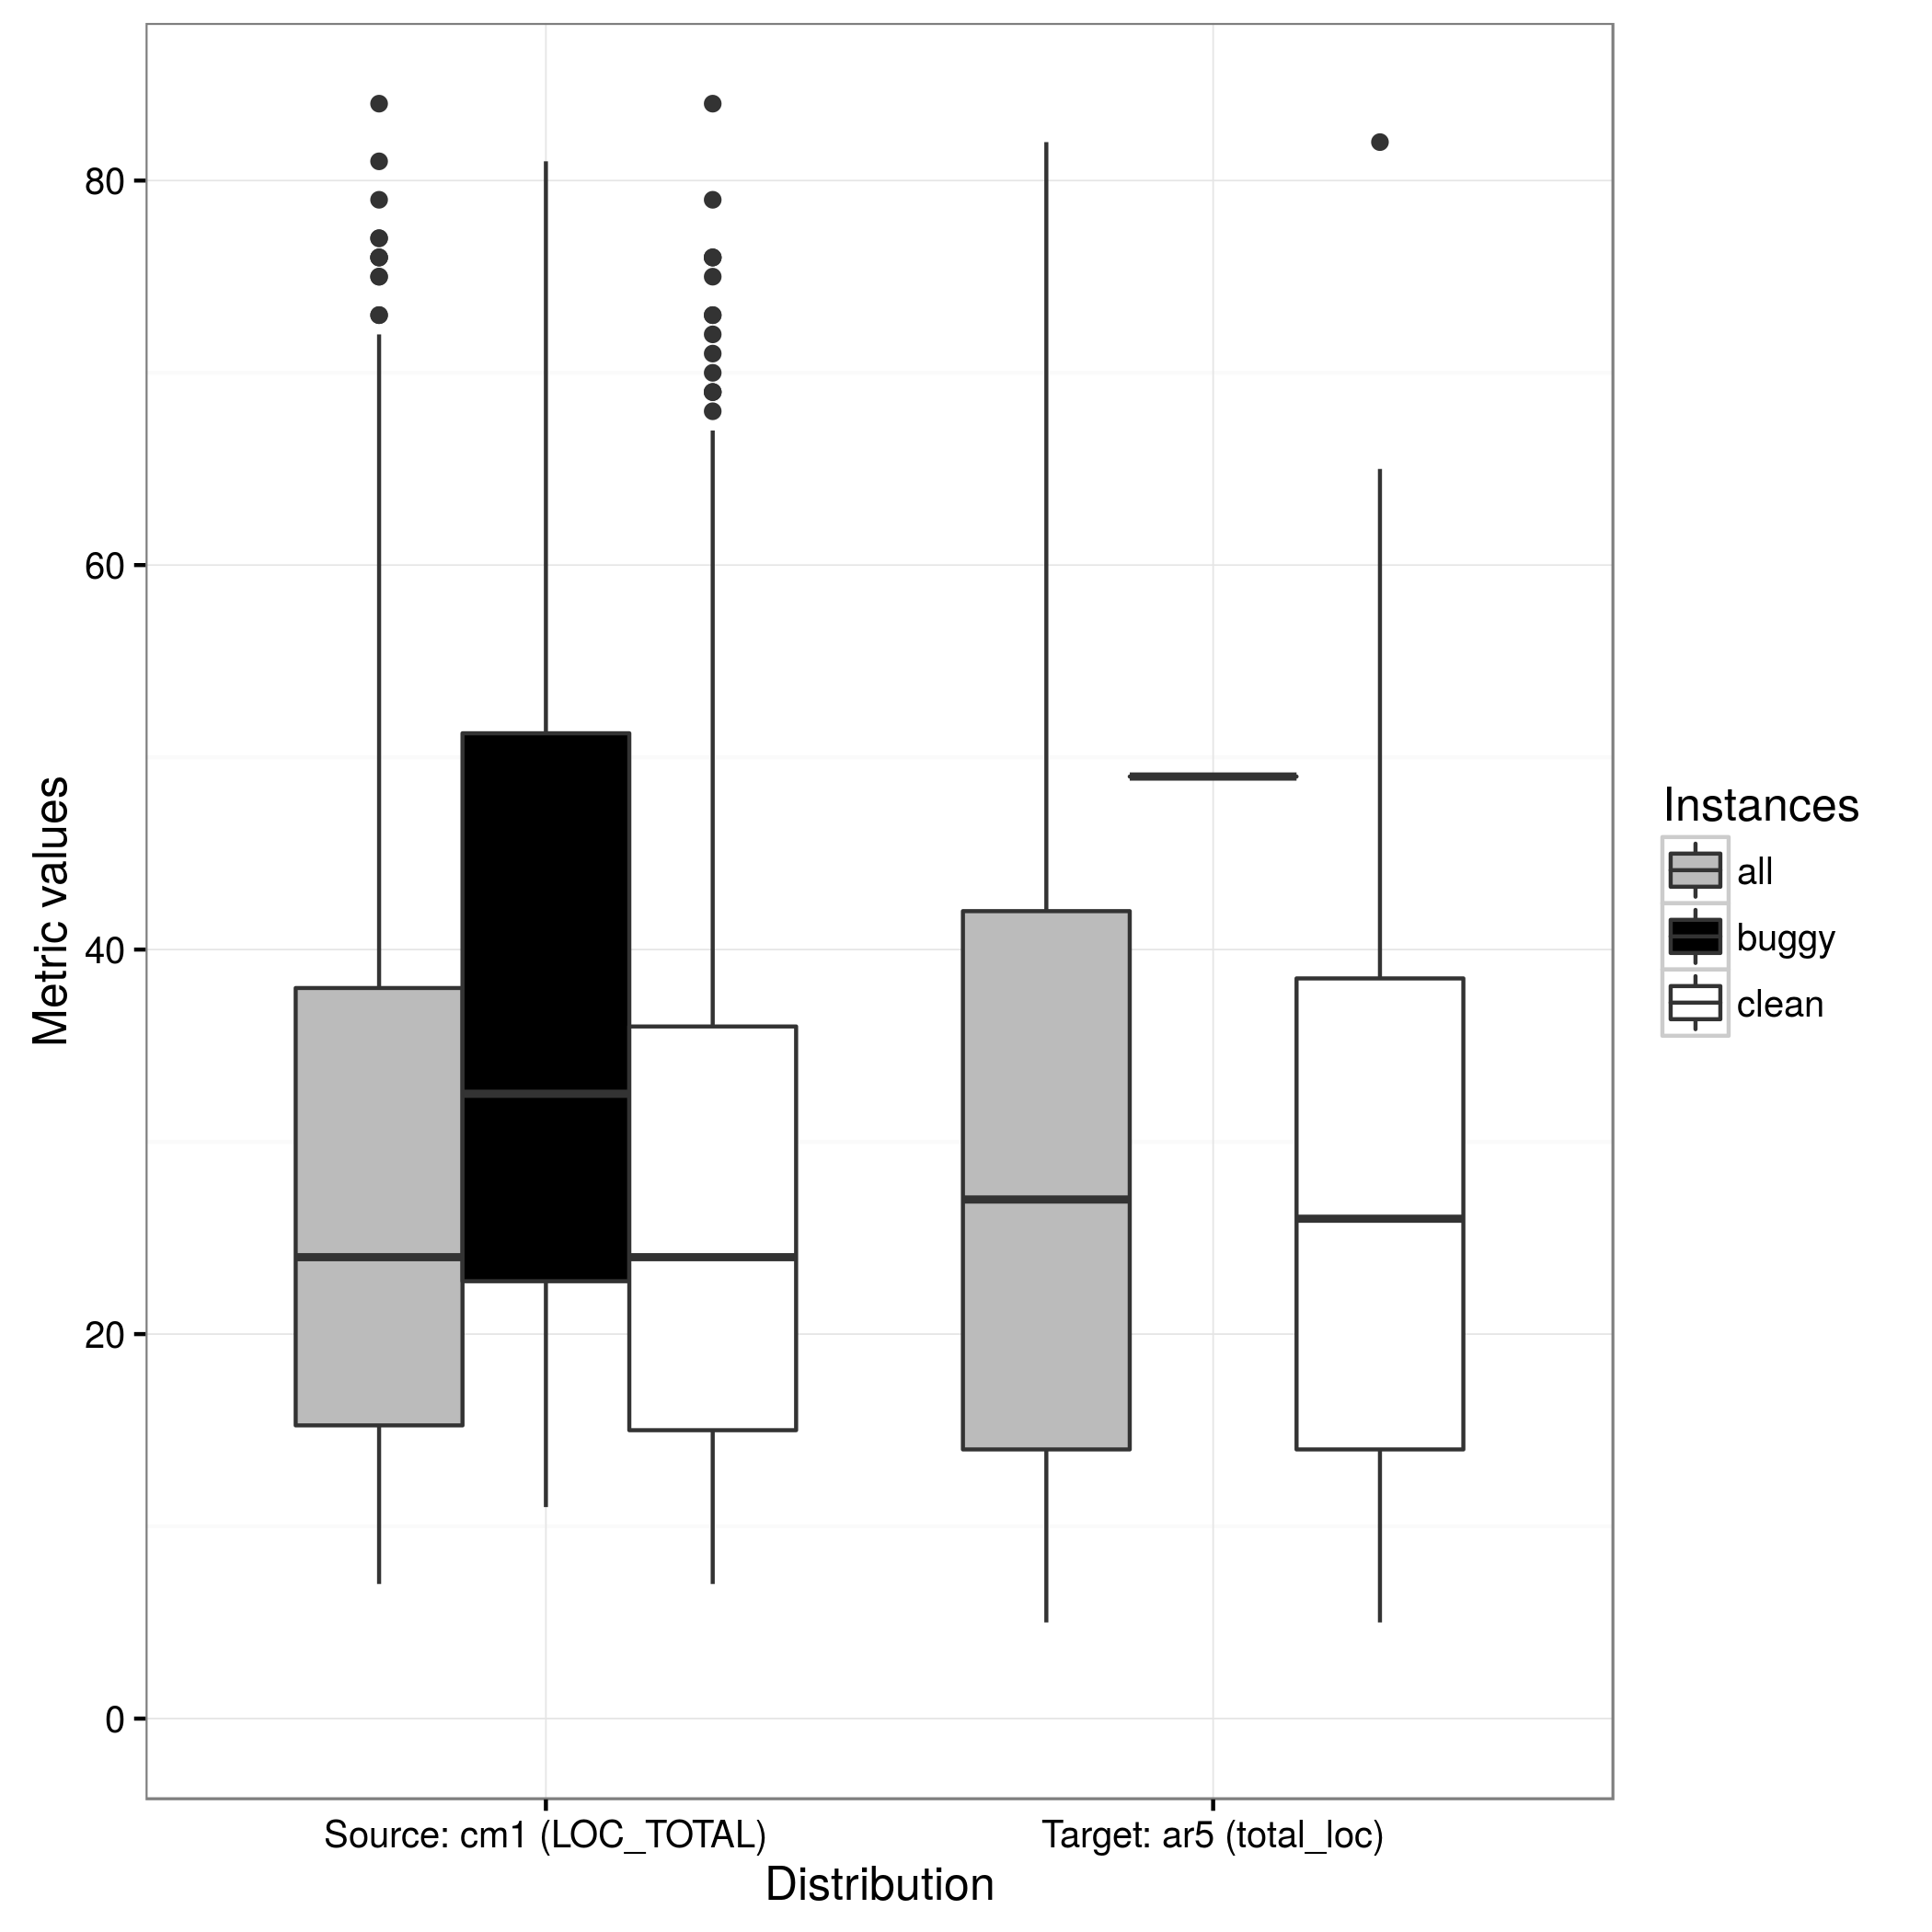 Metric values
80
60
40
20
0
Source: cm1 (LOC_TOTAL)
Target: ar5 (total_loc)
Distribution
Instances
all
buggy
clean